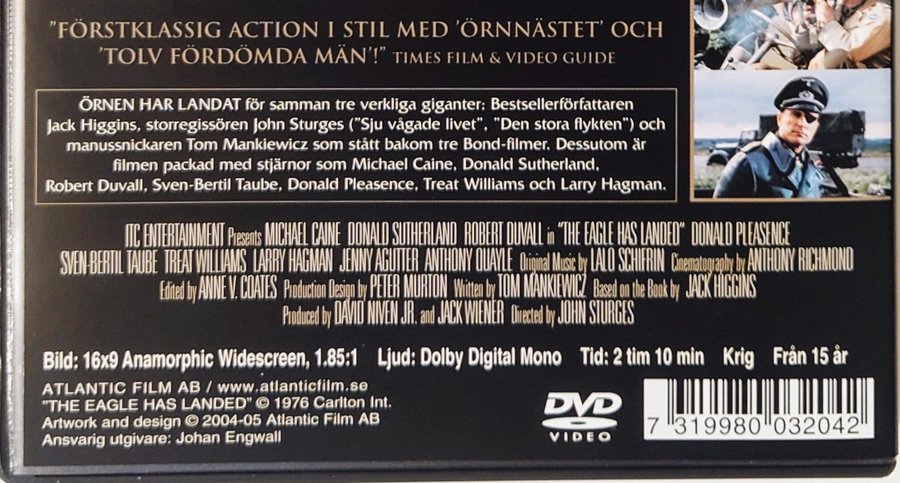 "FÖRSTKLASSIG ACTION I STIL MED 'ÖRNNÄSTET' OCH
'TOLV FÖRDÖMDA MÄN'!" TIMES FILM & VIDEO GUIDE
ÖRNEN HAR LANDAT för samman tre verkliga giganter: Bestsellerförfattaren
Jack Higgins, storregissören John Sturges ("Sju vågade livet", "Den stora flykten") och
manussnickaren Tom Mankiewicz som stått bakom tre Bond-filmer. Dessutom är
filmen packad med stjärnor som Michael Caine, Donald Sutherland,
Robert Duvall, Sven-Bertil Taube, Donald Pleasence, Treat Williams och Larry Hagman.
ITC ENTERTAINMENT Presents MICHAEL CAINE DONALD SUTHERLAND ROBERT DUVALL in "THE EAGLE HAS LANDED" DONALD PLEASENCE
SVEN-BERTIL TAUBE TREAT WILLIAMS LARRY HAGMAN JENNY AGUTTER ANTHONY QUAYLE Original Music by LALO SCHIFRIN Cinematography by ANTHONY RICHMOND
Edited by ANNE V. COATES Production Design by PETER MURTON Written by TOM MANKIEWICZ Based on the Book by JACK HIGGINS
Produced by DAVID NIVEN JR. and JACK WIENER Directed by JOHN STURGES
Bild: 16x9 Anamorphic Widescreen, 1.85:1 Ljud: Dolby Digital Mono Tid: 2 tim 10 min Krig Från 15 år
ATLANTIC FILM AB / www.atlanticfilm.se
"THE EAGLE HAS LANDED" © 1976 Carlton Int.
Artwork and design © 2004-05 Atlantic Film AB
Ansvarig utgivare: Johan Engwall
DVD
VIDEO
7 319980 032042